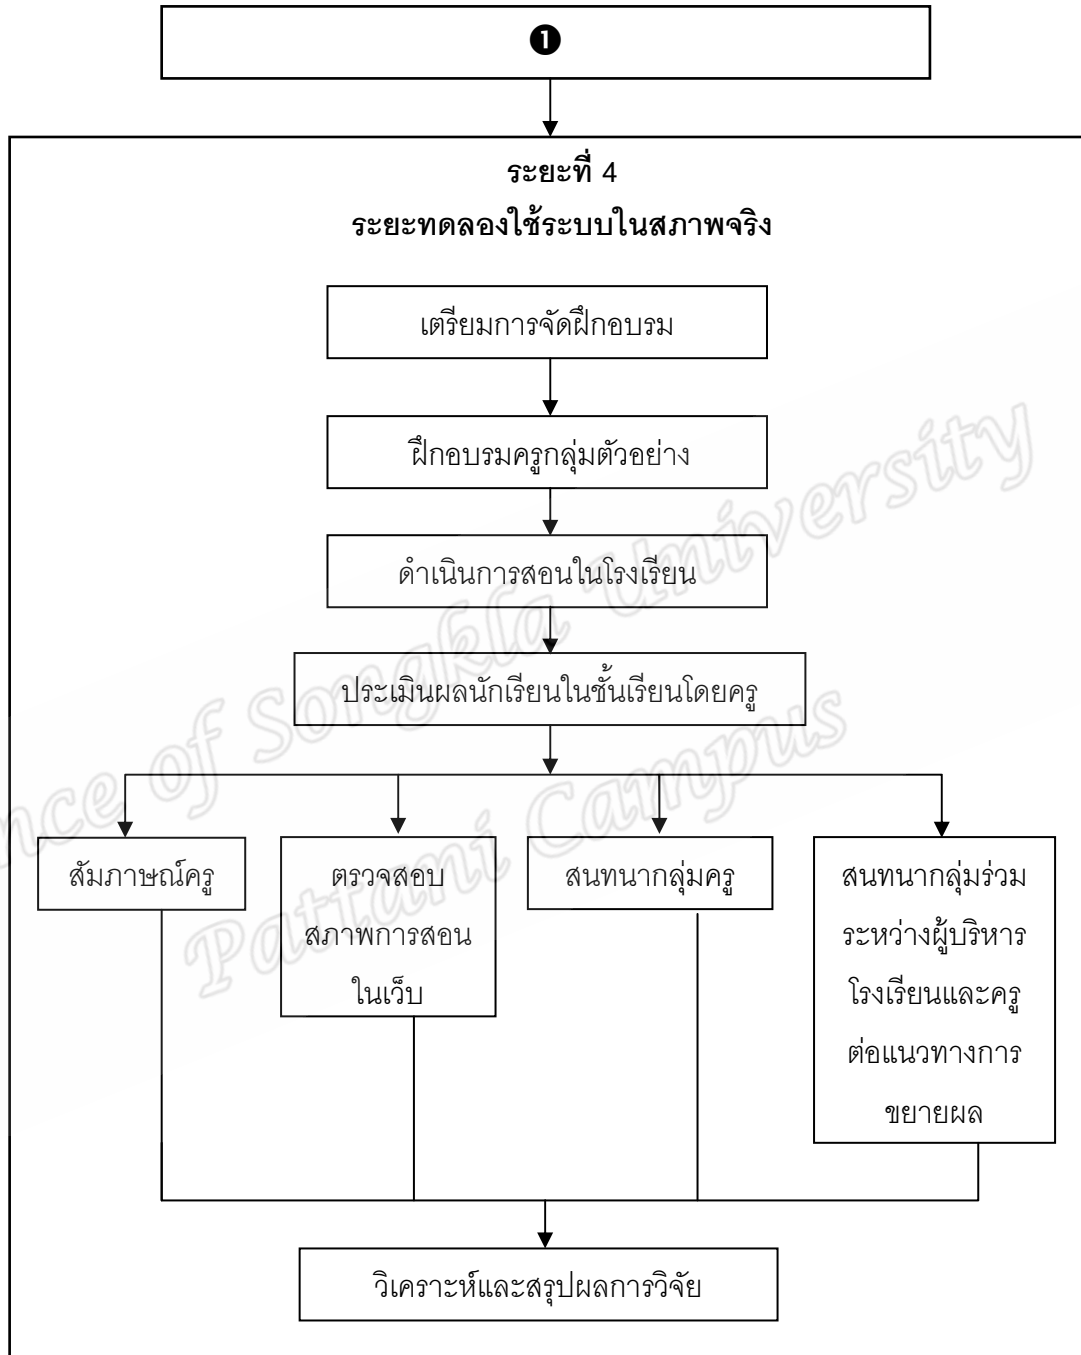 ❶
ระยะที่ 4
ระยะทดลองใช้ระบบในสภาพจริง
เตรียมการจัดฝึกอบรม
ฝึกอบรมครูกลุ่มตัวอย่าง
ดำเนินการสอนในโรงเรียน
ประเมินผลนักเรียนในชั้นเรียนโดยครู
สัมภาษณ์ครู
ตรวจสอบ
สภาพการสอน
ในเว็บ
สนทนากลุ่มครู
สนทนากลุ่มร่วม
ระหว่างผู้บริหาร
โรงเรียนและครู
ต่อแนวทางการ
ขยายผล
วิเคราะห์และสรุปผลการวิจัย
nce of Songkla University
Pattani Campus